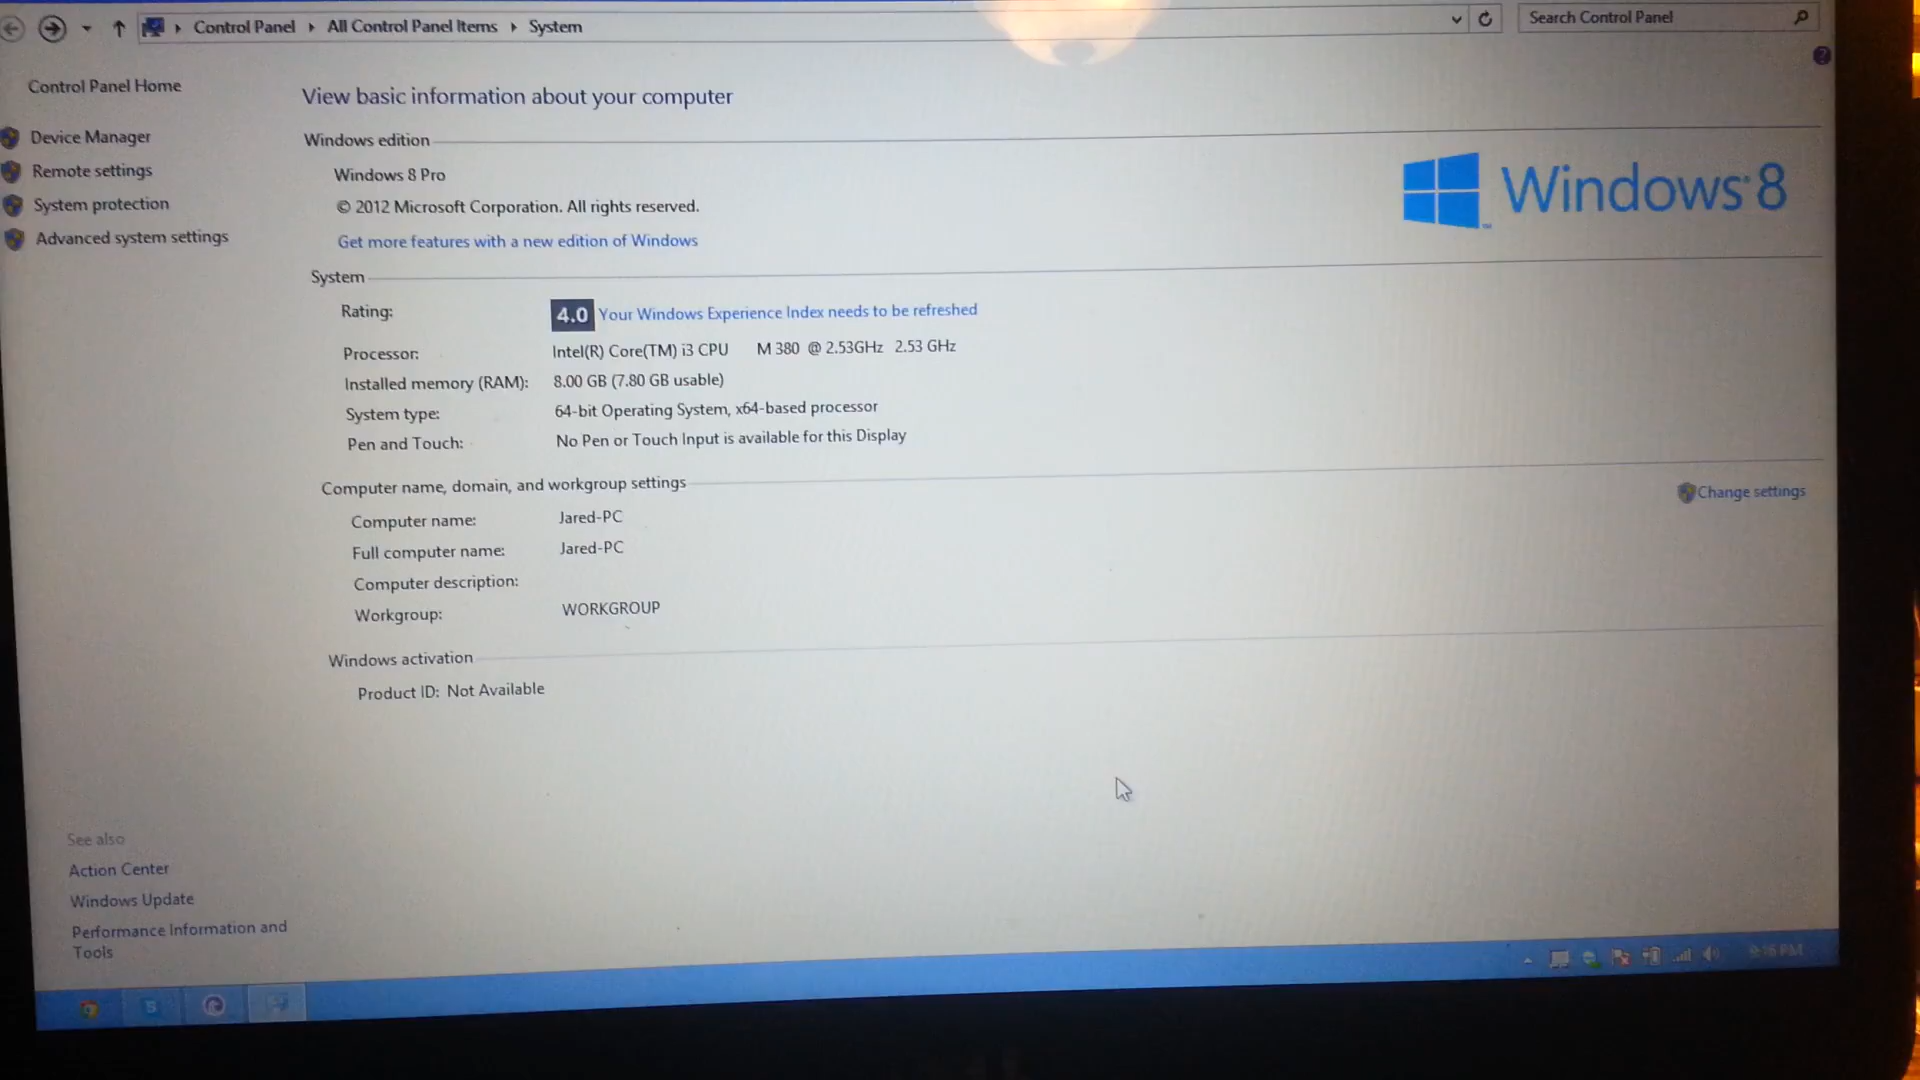 Control Panel ▸ All Control Panel Items ▸ System
Search Control Panel
Control Panel Home
Device Manager
Remote settings
System protection
Advanced system settings
View basic information about your computer
Windows edition
Windows 8 Pro
© 2012 Microsoft Corporation. All rights reserved.
Get more features with a new edition of Windows
Windows 8
System
Rating: 4.0 Your Windows Experience Index needs to be refreshed
Processor: Intel(R) Core(TM) i3 CPU M 380 @ 2.53GHz 2.53 GHz
Installed memory (RAM): 8.00 GB (7.80 GB usable)
System type: 64-bit Operating System, x64-based processor
Pen and Touch: No Pen or Touch Input is available for this Display
Computer name, domain, and workgroup settings
Computer name: Jared-PC
Change settings
Full computer name: Jared-PC
Computer description:
Workgroup: WORKGROUP
Windows activation
Product ID: Not Available
See also
Action Center
Windows Update
Performance Information and
Tools